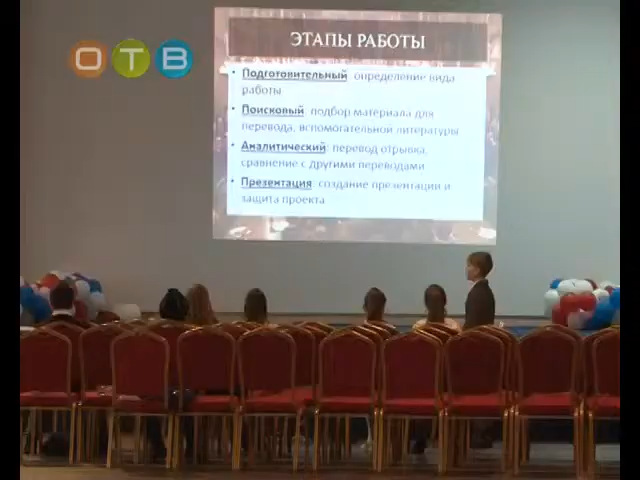 ОТВ
ЭТАПЫ РАБОТЫ
• Подготовительный: определение вида
работы
• Поисковый: подбор материала для
перевода, вспомогательной литературы
• Аналитический: перевод отрывка,
сравнение с другими переводами
• Презентация: создание презентации и
защита проекта